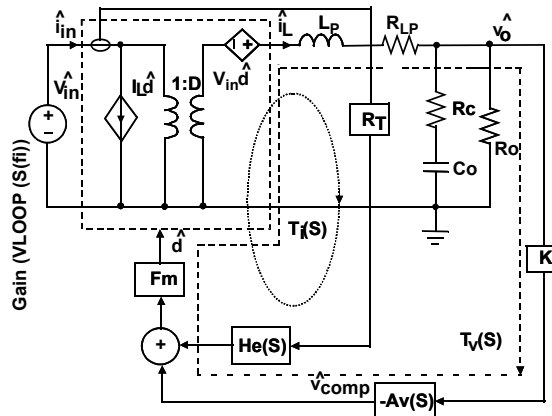 î_in
î_L
L_P
R_LP
v̂_o
V̂_in
+
−
I_L d̂
1:D
V_in d̂
+
R_T
Rc
Ro
Co
T_i(S)
d̂
K
Fm
+
He(S)
T_v(S)
v̂_comp
-Av(S)
Gain (VLOOP (S(fi))